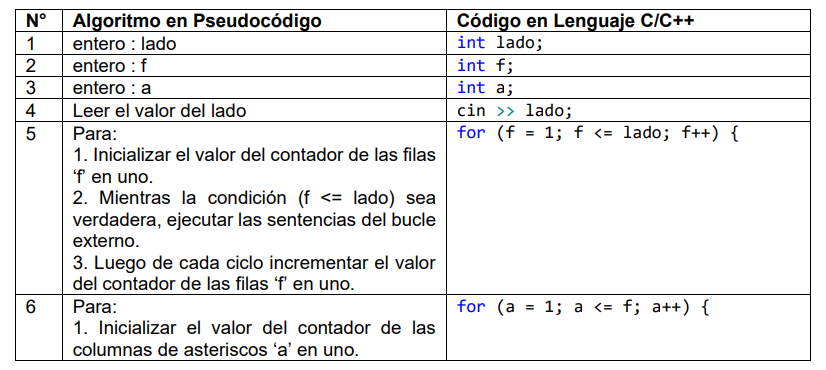 N° Algoritmo en Pseudocódigo Código en Lenguaje C/C++
1 entero : lado int lado;
2 entero : f int f;
3 entero : a int a;
4 Leer el valor del lado cin >> lado;
5 Para: for (f = 1; f <= lado; f++) {
1. Inicializar el valor del contador de las filas
‘f’ en uno.
2. Mientras la condición (f <= lado) sea
verdadera, ejecutar las sentencias del bucle
externo.
3. Luego de cada ciclo incrementar el valor
del contador de las filas ‘f’ en uno.
6 Para: for (a = 1; a <= f; a++) {
1. Inicializar el valor del contador de las
columnas de asteriscos ‘a’ en uno.